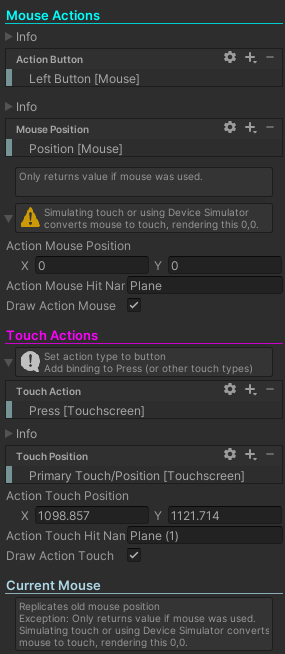 Mouse Actions
Info
Action Button
Left Button [Mouse]
Info
Mouse Position
Position [Mouse]
Only returns value if mouse was used.
Simulating touch or using Device Simulator
converts mouse to touch, rendering this 0,0.
Action Mouse Position
X 0 Y 0
Action Mouse Hit Nar Plane
Draw Action Mouse
Touch Actions
Set action type to button
Add binding to Press (or other touch types)
Touch Action
Press [Touchscreen]
Info
Touch Position
Primary Touch/Position [Touchscreen]
Action Touch Position
X 1098.857 Y 1121.714
Action Touch Hit Nan Plane (1)
Draw Action Touch
Current Mouse
Replicates old mouse position
Exception: Only returns value if mouse was used.
Simulating touch or using Device Simulator converts
mouse to touch, rendering this 0,0.